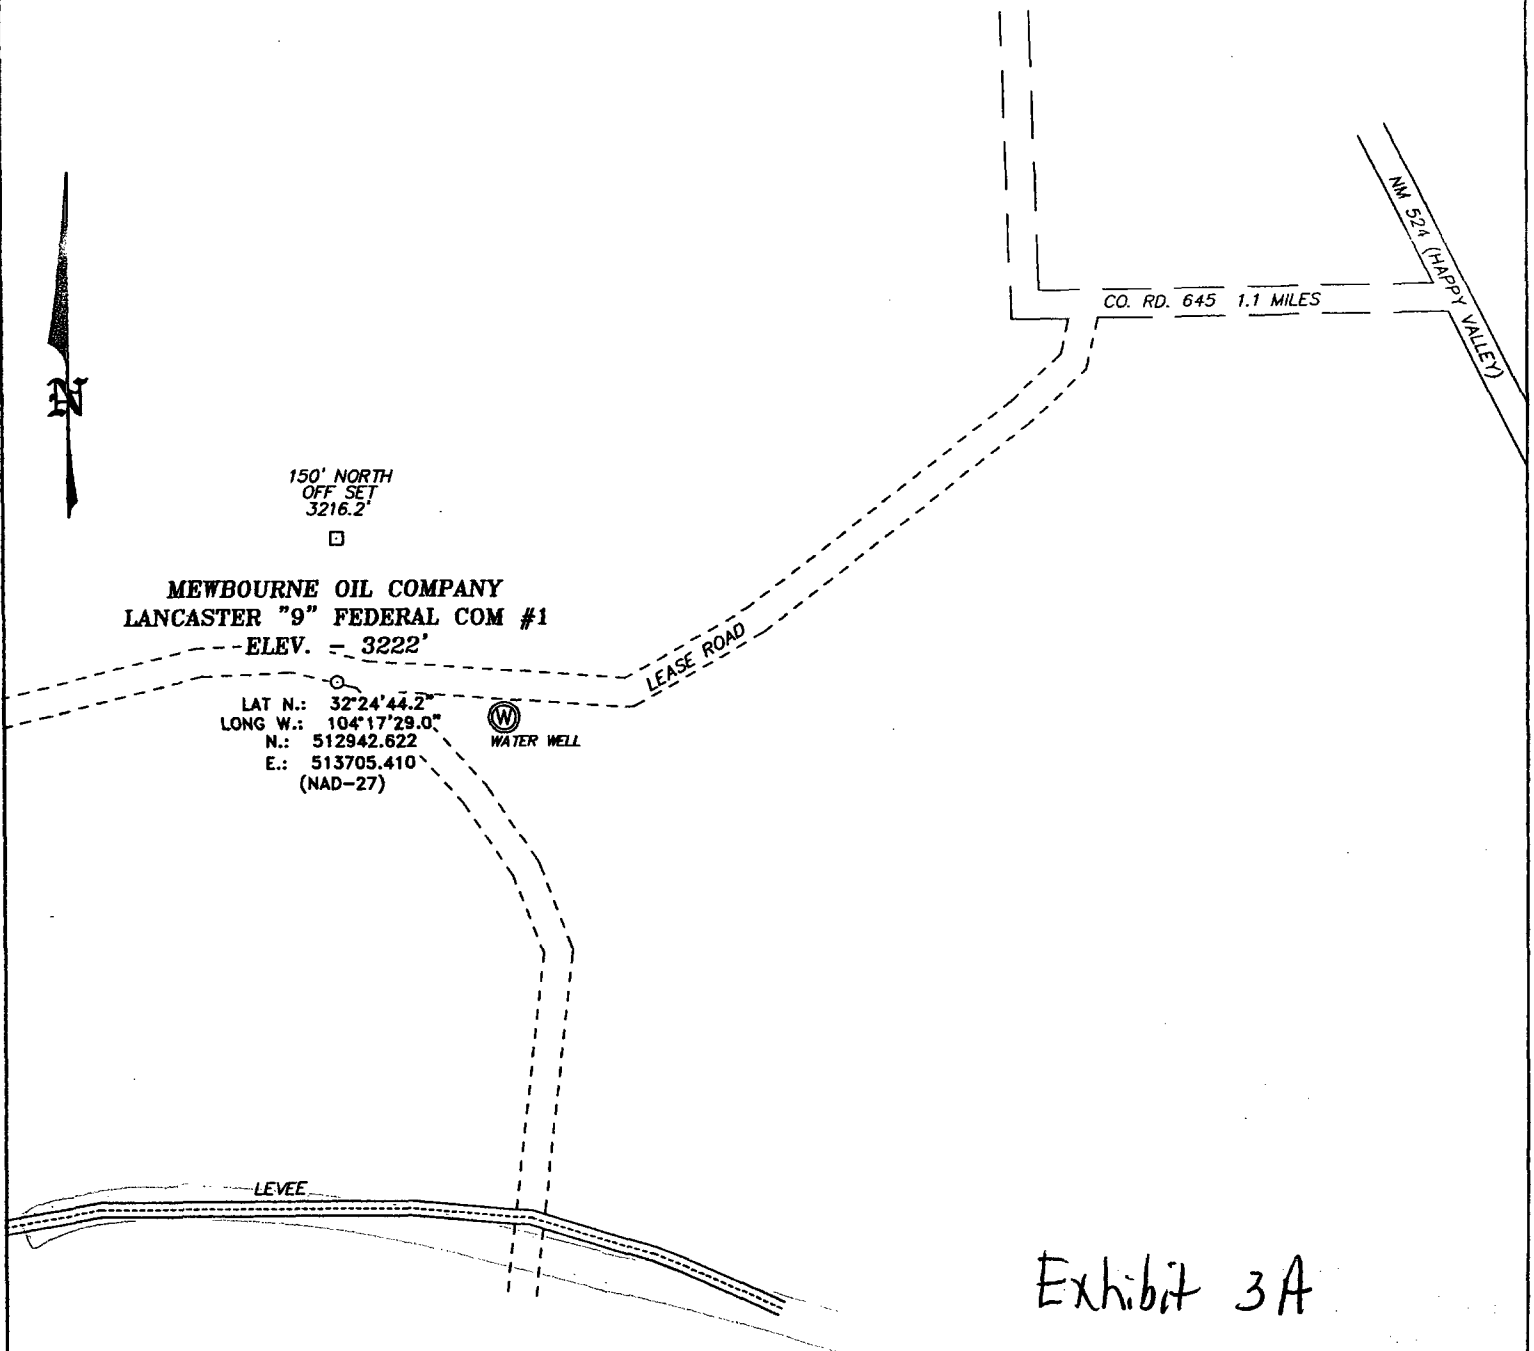 NM 524 (HAPPY VALLEY)
CO. RD. 645 1.1 MILES
N
150' NORTH
OFF SET
3216.2'
MEWBOURNE OIL COMPANY
LANCASTER "9" FEDERAL COM #1
ELEV. - 3222'
LEASE ROAD
LAT N.: 32°24'44.2"
LONG W.: 104°17'29.0"
N.: 512942.622
E.: 513705.410
(NAD-27)
W
WATER WELL
LEVEE
Exhibit 3A